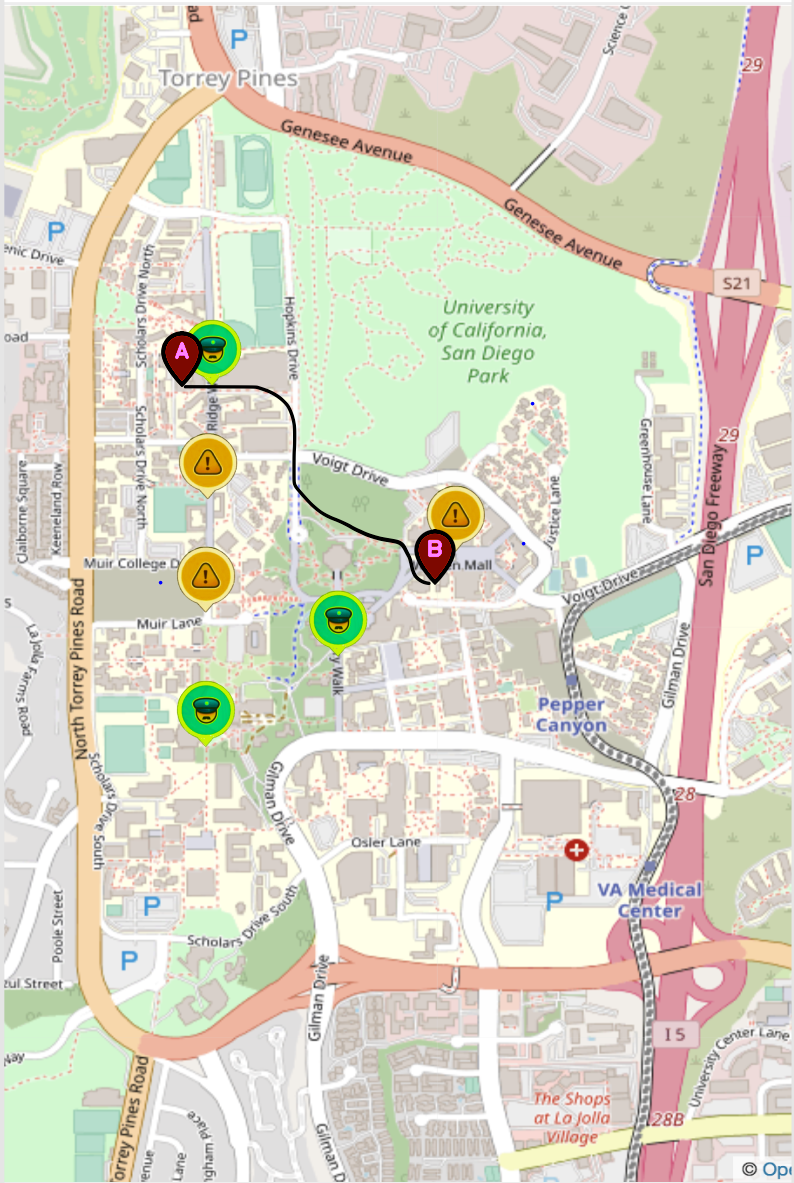 Torrey Pines
P
Genesee Avenue
Science
29
Genesee Avenue
P
enic Drive
Scholars Drive North
Hopkins Drive
S21
University
of California,
San Diego
Park
oad
A
Ridge
29
Scholars Drive North
Voigt Drive
Greenhouse Lane
San Diego Freeway
Claiborne Square
Keeneland Row
Justice Lane
B
Mall
P
Muir College D
Voigt Drive
Muir Lane
La Jolla Farms Road
North Torrey Pines Road
Gilman Drive
y Walk
Pepper
Canyon
Scholars Drive South
Gilman Drive
28
Osler Lane
VA Medical
Center
P
P
Poole Street
Scholars Drive South
P
zul Street
Gilman Drive
I 5
University Center Lane
Way
Torrey Pines Road
The Shops
at La Jolla
Village
28B
Gilman D
ngham Place
Lane
venue
© Ope